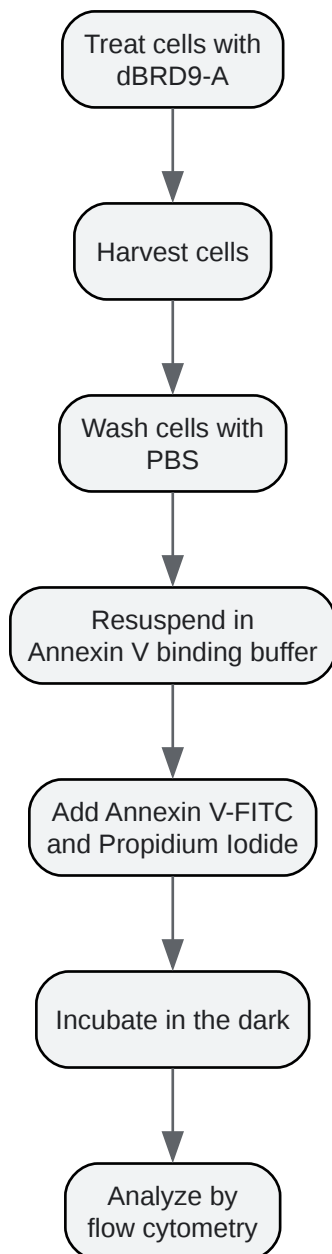 Treat cells with
dBRD9-A
Harvest cells
Wash cells with
PBS
Resuspend in
Annexin V binding buffer
Add Annexin V-FITC
and Propidium Iodide
Incubate in the dark
Analyze by
flow cytometry